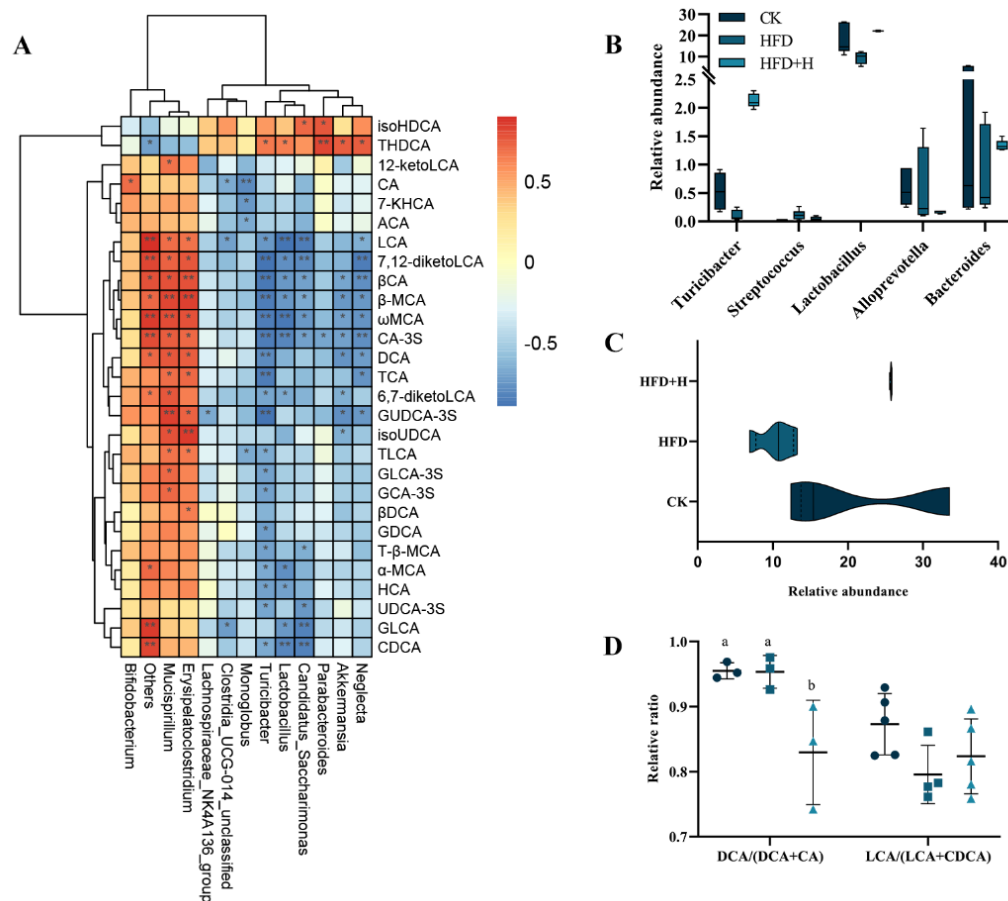 A
isoHDCA
THDCA
12-ketoLCA
CA
7-KHCA
ACA
LCA
7,12-diketoLCA
βCA
β-MCA
ωMCA
CA-3S
DCA
TCA
6,7-diketoLCA
GUDCA-3S
isoUDCA
TLCA
GLCA-3S
GCA-3S
βDCA
GDCA
T-β-MCA
α-MCA
HCA
UDCA-3S
GLCA
CDCA
Bifidobacterium
Others
Mucispirillum
Erysipelatoclostridium
Lachnospiraceae_NK4A136_group
Clostridia_UCG-014_unclassified
Monoglobus
Turicibacter
Lactobacillus
Candidatus_Saccharimonas
Parabacteroides
Akkermansia
Neglecta
0.5
0
-0.5
B
CK
HFD
HFD+H
Relative abundance
30
20
10
2.5
2.0
1.5
1.0
0.5
0.0
Turicibacter
Streptococcus
Lactobacillus
Alloprevotella
Bacteroides
C
HFD+H
HFD
CK
0
10
20
30
40
Relative abundance
D
Relative ratio
1.0
0.9
0.8
0.7
a
a
b
DCA/(DCA+CA)
LCA/(LCA+CDCA)